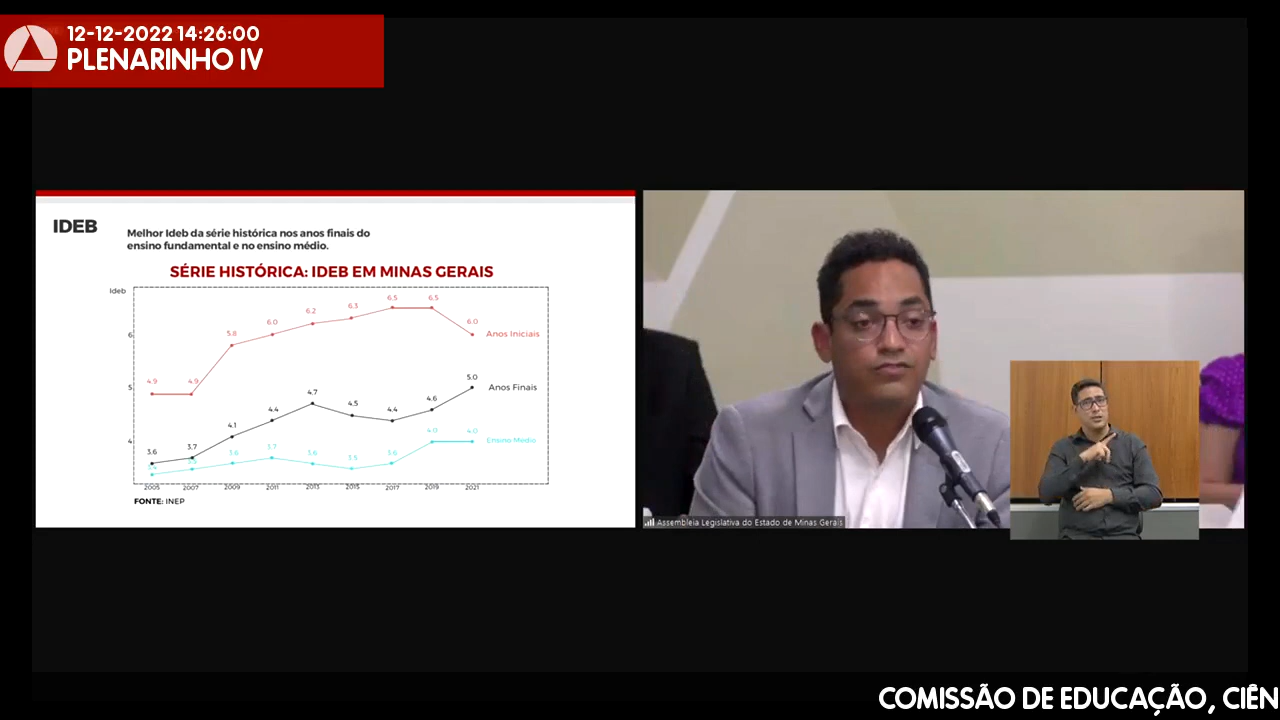 12-12-2022 14:26:00
PLENARINHO IV
IDEB
Melhor Ideb da série histórica nos anos finais do
ensino fundamental e no ensino médio.
SÉRIE HISTÓRICA: IDEB EM MINAS GERAIS
Ideb
6.5 6.5
6.2 6.3
6.0 6.0
5.8
6 Anos Iniciais
4.9 4.9
5.0
5 Anos Finais
4.7
4.6
4.5
4.4 4.4
4.1
4.0 4.0
4 Ensino Médio
3.6 3.7
3.6 3.7 3.6 3.5 3.6
2005 2007 2009 2011 2013 2015 2017 2019 2021
FONTE: INEP
Assembleia Legislativa do Estado de Minas Gerais
COMISSÃO DE EDUCAÇÃO, CIÊN